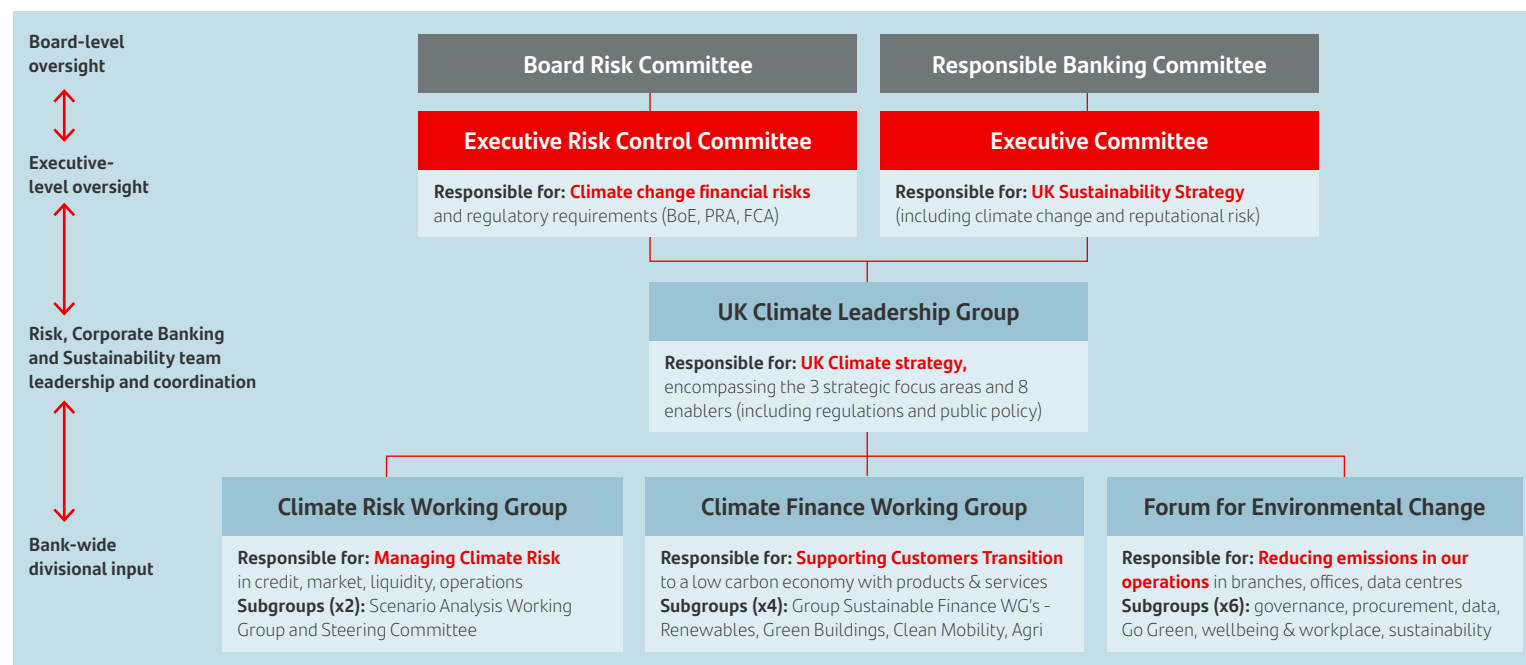 Board-level
oversight
Board Risk Committee
Responsible Banking Committee
Executive-
level oversight
Executive Risk Control Committee
Responsible for: Climate change financial risks
and regulatory requirements (BoE, PRA, FCA)
Executive Committee
Responsible for: UK Sustainability Strategy
(including climate change and reputational risk)
Risk, Corporate Banking
and Sustainability team
leadership and coordination
UK Climate Leadership Group
Responsible for: UK Climate strategy,
encompassing the 3 strategic focus areas and 8
enablers (including regulations and public policy)
Bank-wide
divisional input
Climate Risk Working Group
Responsible for: Managing Climate Risk
in credit, market, liquidity, operations
Subgroups (x2): Scenario Analysis Working
Group and Steering Committee
Climate Finance Working Group
Responsible for: Supporting Customers Transition
to a low carbon economy with products & services
Subgroups (x4): Group Sustainable Finance WG's -
Renewables, Green Buildings, Clean Mobility, Agri
Forum for Environmental Change
Responsible for: Reducing emissions in our
operations in branches, offices, data centres
Subgroups (x6): governance, procurement, data,
Go Green, wellbeing & workplace, sustainability